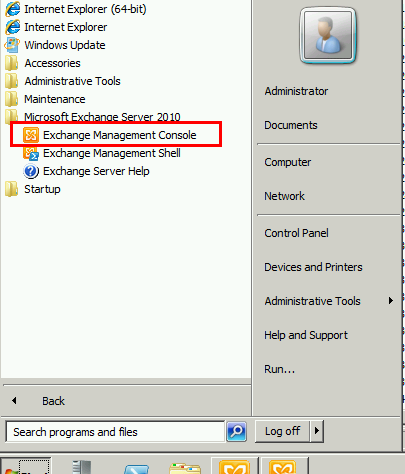 Internet Explorer (64-bit)
Internet Explorer
Windows Update
Accessories
Administrative Tools
Maintenance
Microsoft Exchange Server 2010
Exchange Management Console
Exchange Management Shell
Exchange Server Help
Startup
Back
Search programs and files
Administrator
Documents
Computer
Network
Control Panel
Devices and Printers
Administrative Tools
Help and Support
Run...
Log off